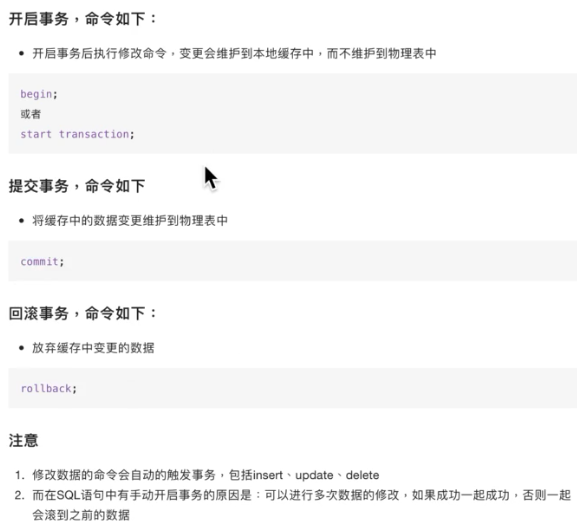 开启事务，命令如下：
开启事务后执行修改命令，变更会维护到本地缓存中，而不维护到物理表中
begin;
或者
start transaction;
提交事务，命令如下
将缓存中的数据变更维护到物理表中
commit;
回滚事务，命令如下：
放弃缓存中变更的数据
rollback;
注意
1. 修改数据的命令会自动的触发事务，包括insert、update、delete
2. 而在SQL语句中有手动开启事务的原因是：可以进行多次数据的修改，如果成功一起成功，否则一起
会滚到之前的数据